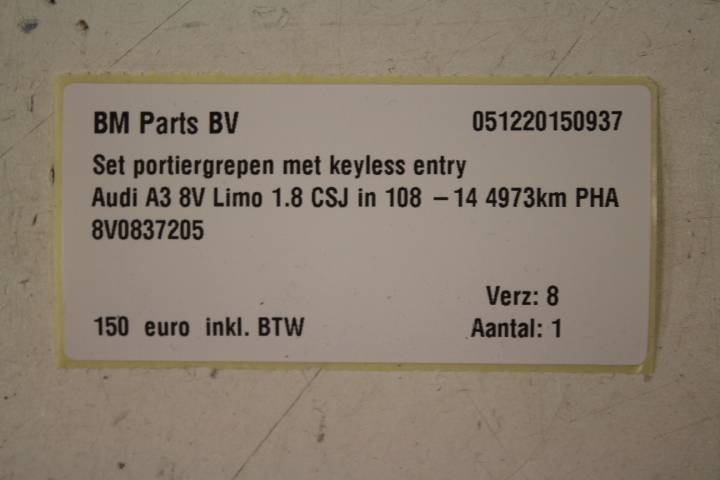 BM Parts BV 051220150937
Set portiergrepen met keyless entry
Audi A3 8V Limo 1.8 CSJ in 108 – 14 4973km PHA
8V0837205
Verz: 8
150 euro inkl. BTW Aantal: 1